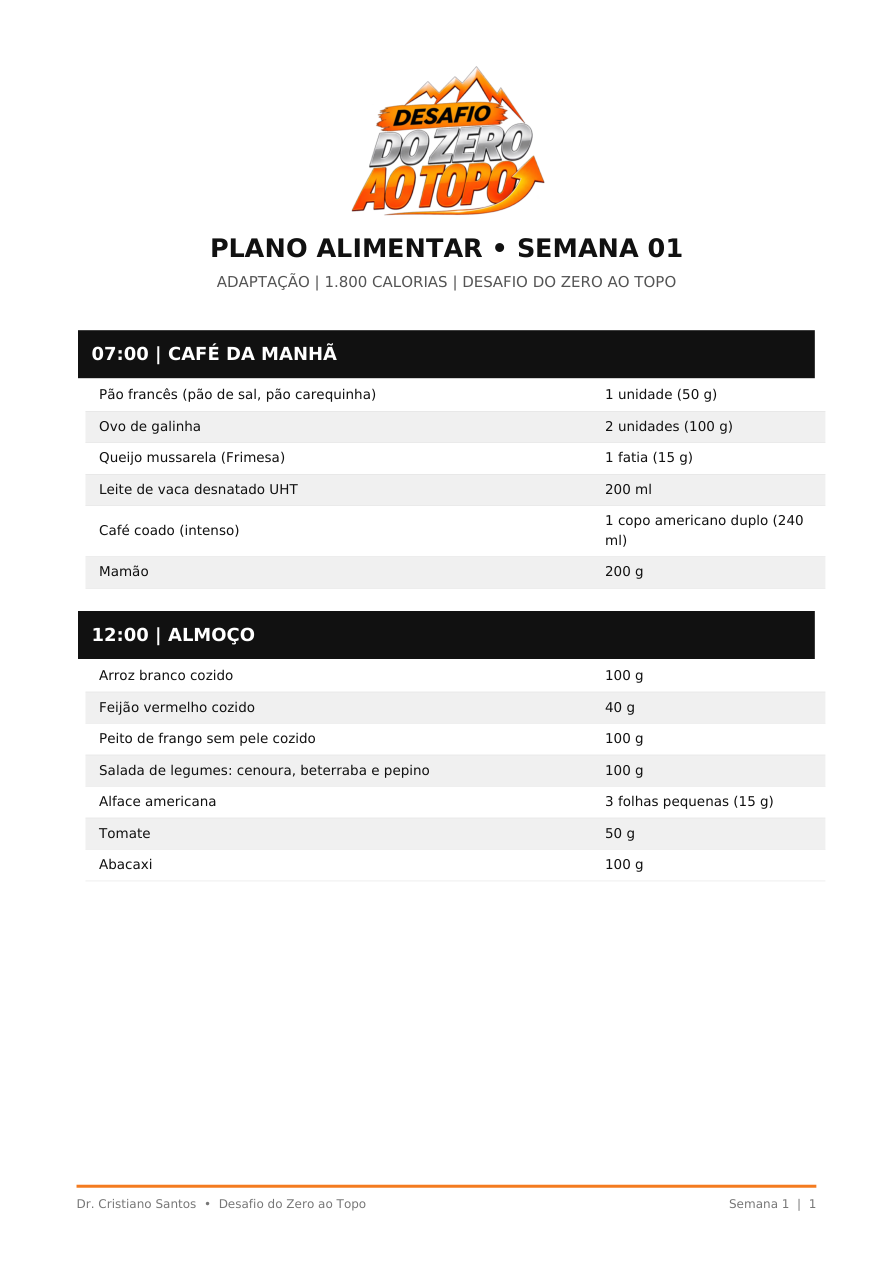 DESAFIO
DO ZERO
AO TOPO
PLANO ALIMENTAR • SEMANA 01
ADAPTAÇÃO | 1.800 CALORIAS | DESAFIO DO ZERO AO TOPO
07:00 | CAFÉ DA MANHÃ
Pão francês (pão de sal, pão carequinha) 1 unidade (50 g)
Ovo de galinha 2 unidades (100 g)
Queijo mussarela (Frimesa) 1 fatia (15 g)
Leite de vaca desnatado UHT 200 ml
Café coado (intenso) 1 copo americano duplo (240
ml)
Mamão 200 g
12:00 | ALMOÇO
Arroz branco cozido 100 g
Feijão vermelho cozido 40 g
Peito de frango sem pele cozido 100 g
Salada de legumes: cenoura, beterraba e pepino 100 g
Alface americana 3 folhas pequenas (15 g)
Tomate 50 g
Abacaxi 100 g
Dr. Cristiano Santos • Desafio do Zero ao Topo Semana 1 | 1